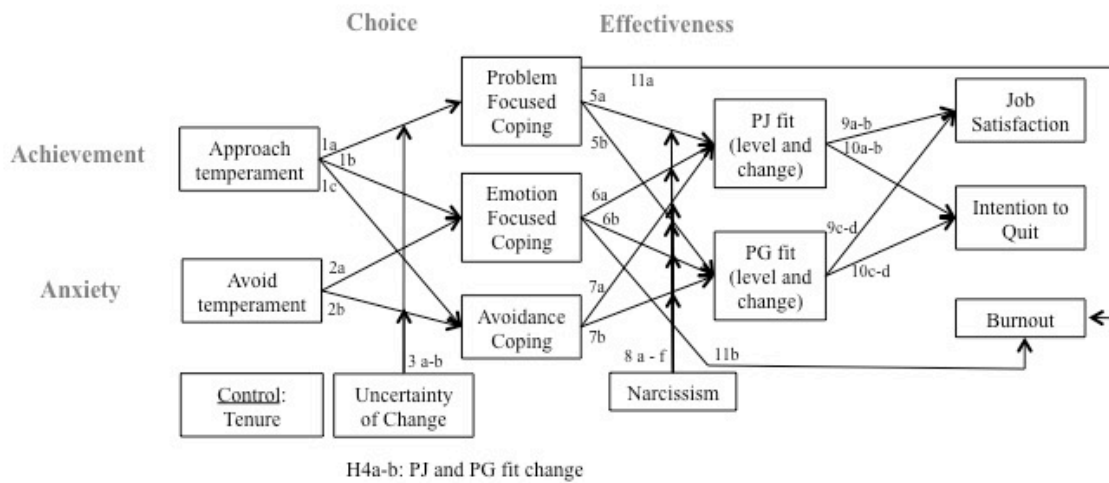 Choice
Effectiveness
Achievement
Anxiety
Approach
temperament
Avoid
temperament
Control:
Tenure
Uncertainty
of Change
Problem
Focused
Coping
Emotion
Focused
Coping
Avoidance
Coping
Narcissism
PJ fit
(level and
change)
PG fit
(level and
change)
Job
Satisfaction
Intention to
Quit
Burnout
1a
1b
1c
2a
2b
3 a-b
5a
5b
6a
6b
7a
7b
8 a - f
11a
11b
9a-b
10a-b
9c-d
10c-d
H4a-b: PJ and PG fit change